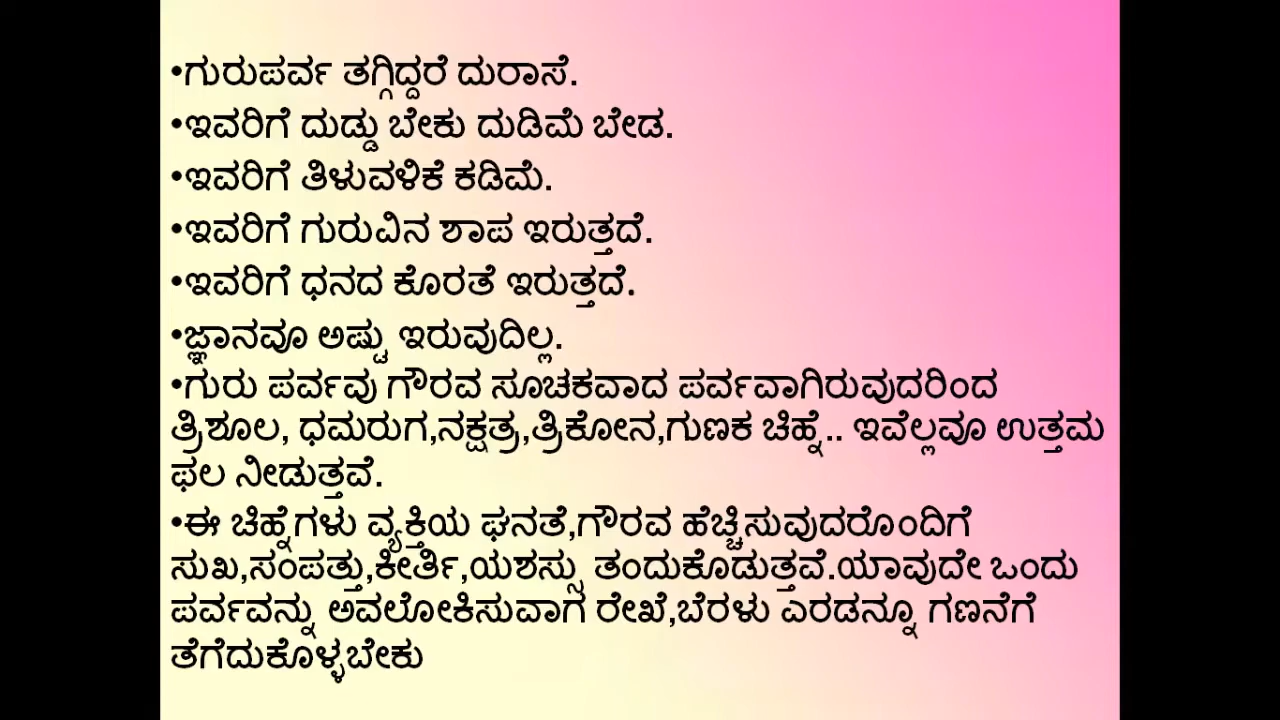 •ಗುರುಪರ್ವ ತಗ್ಗಿದ್ದರೆ ದುರಾಸೆ.
•ಇವರಿಗೆ ದುಡ್ಡು ಬೇಕು ದುಡಿಮೆ ಬೇಡ.
•ಇವರಿಗೆ ತಿಳುವಳಿಕೆ ಕಡಿಮೆ.
•ಇವರಿಗೆ ಗುರುವಿನ ಶಾಪ ಇರುತ್ತದೆ.
•ಇವರಿಗೆ ಧನದ ಕೊರತೆ ಇರುತ್ತದೆ.
•ಜ್ಞಾನವೂ ಅಷ್ಟು ಇರುವುದಿಲ್ಲ.
•ಗುರು ಪರ್ವವು ಗೌರವ ಸೂಚಕವಾದ ಪರ್ವವಾಗಿರುವುದರಿಂದ
ತ್ರಿಶೂಲ, ಧಮರುಗ,ನಕ್ಷತ್ರ,ತ್ರಿಕೋನ,ಗುಣಕ ಚಿಹ್ನೆ.. ಇವೆಲ್ಲವೂ ಉತ್ತಮ
ಫಲ ನೀಡುತ್ತವೆ.
•ಈ ಚಿಹ್ನೆಗಳು ವ್ಯಕ್ತಿಯ ಘನತೆ,ಗೌರವ ಹೆಚ್ಚಿಸುವುದರೊಂದಿಗೆ
ಸುಖ,ಸಂಪತ್ತು,ಕೀರ್ತಿ,ಯಶಸ್ಸು ತಂದುಕೊಡುತ್ತವೆ.ಯಾವುದೇ ಒಂದು
ಪರ್ವವನ್ನು ಅವಲೋಕಿಸುವಾಗ ರೇಖೆ,ಬೆರಳು ಎರಡನ್ನೂ ಗಣನೆಗೆ
ತೆಗೆದುಕೊಳ್ಳಬೇಕು